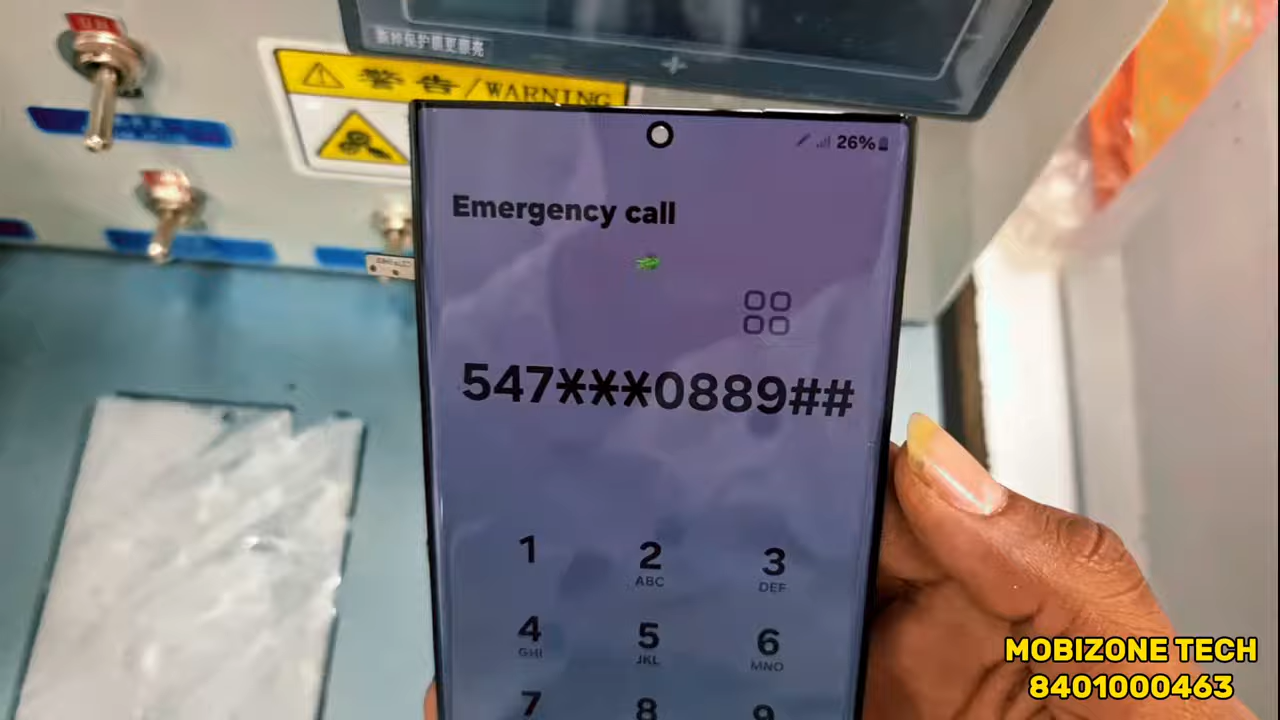 警告/WARNING
26%
Emergency call
547***0889##
1
2
ABC
3
DEF
4
GHI
5
JKL
6
MNO
7
8
9
MOBIZONE TECH
8401000463